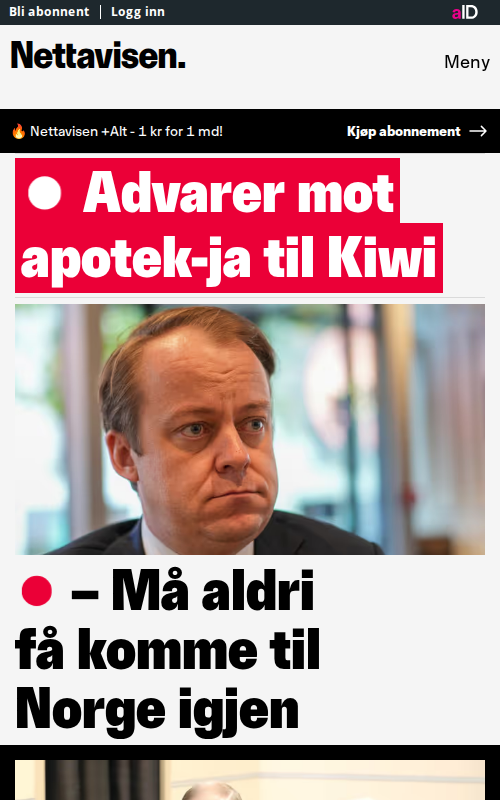 Bli abonnent | Logg inn
aID
Nettavisen.
Meny
🔥 Nettavisen +Alt - 1 kr for 1 md!
Kjøp abonnement →
Advarer mot
apotek-ja til Kiwi
– Må aldri
få komme til
Norge igjen